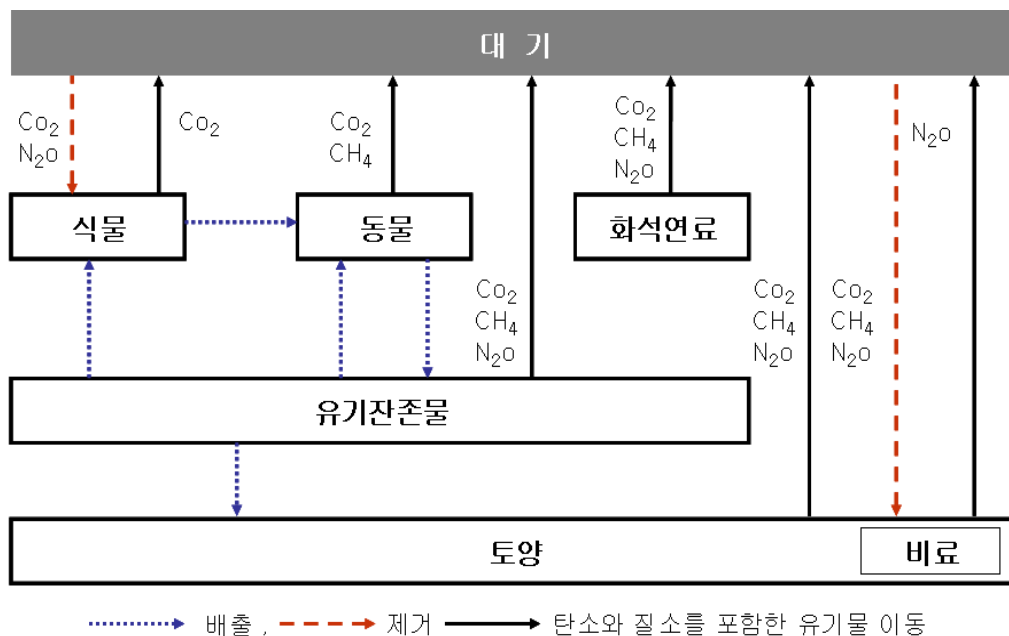 대 기
Co₂
N₂o
Co₂
Co₂
CH₄
Co₂
CH₄
N₂o
N₂o
식물
동물
화석연료
Co₂
CH₄
N₂o
Co₂
CH₄
N₂o
Co₂
CH₄
N₂o
유기잔존물
토양
비료
배출 , 제거 탄소와 질소를 포함한 유기물 이동